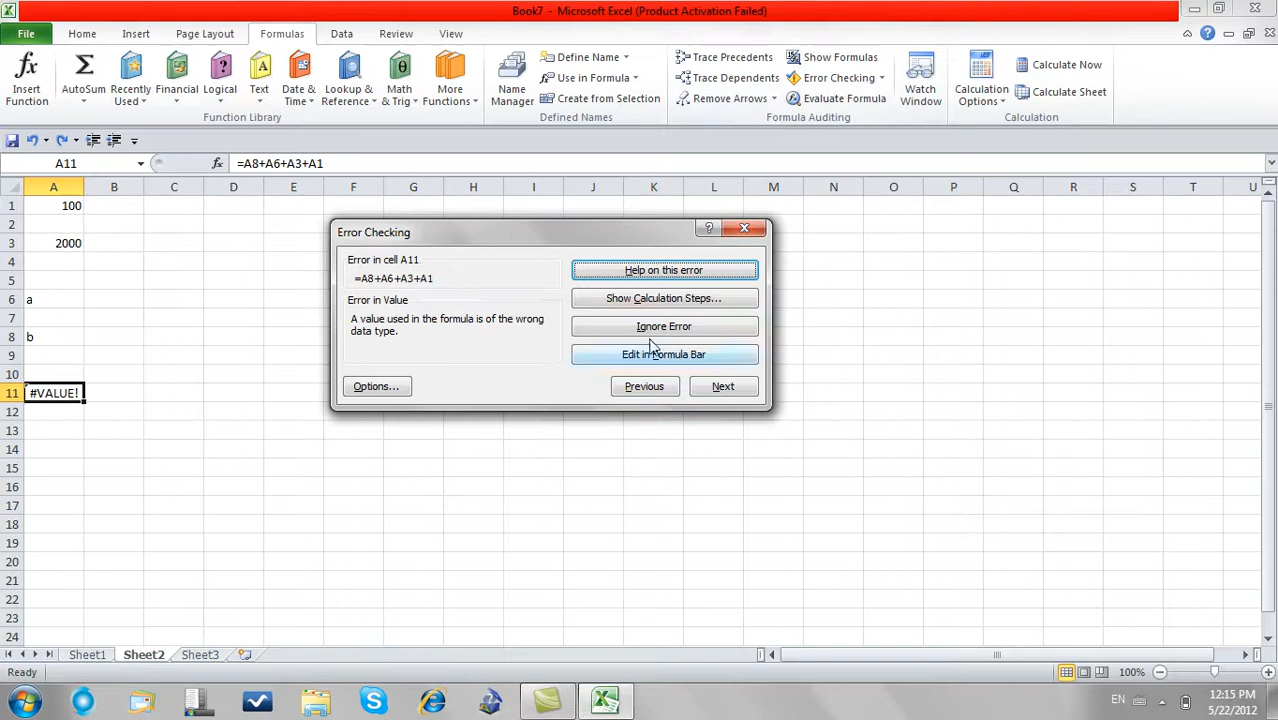 Book7 - Microsoft Excel (Product Activation Failed)
File Home Insert Page Layout Formulas Data Review View
Insert Function
AutoSum
Recently Used
Financial
Logical
Text
Date & Time
Lookup & Reference
Math & Trig
More Functions
Function Library
Name Manager
Define Name
Use in Formula
Create from Selection
Defined Names
Trace Precedents
Trace Dependents
Remove Arrows
Show Formulas
Error Checking
Evaluate Formula
Formula Auditing
Watch Window
Calculation Options
Calculate Now
Calculate Sheet
Calculation
A11 fx =A8+A6+A3+A1
A B C D E F G H I J K L M N O P Q R S T U
1 100
2
3 2000
4
5
6 a
7
8 b
9
10
11 #VALUE!
12
13
14
15
16
17
18
19
20
21
22
23
24
Error Checking
Error in cell A11
=A8+A6+A3+A1
Error in Value
A value used in the formula is of the wrong
data type.
Help on this error
Show Calculation Steps...
Ignore Error
Edit in Formula Bar
Options...
Previous
Next
Sheet1 Sheet2 Sheet3
Ready
100%
EN
12:15 PM
5/22/2012